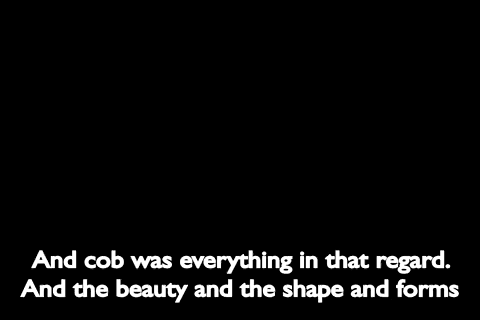 And cob was everything in that regard.
And the beauty and the shape and forms